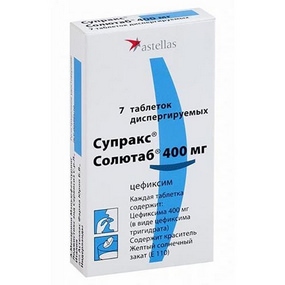 astellas
7 таблеток
диспергируемых
Супракс®
Солютаб® 400 мг
цефиксим
Каждая таблетка
содержит:
Цефиксима 400 мг
(в виде цефиксима
тригидрата)
Содержит краситель
Желтый солнечный
закат (Е 110)